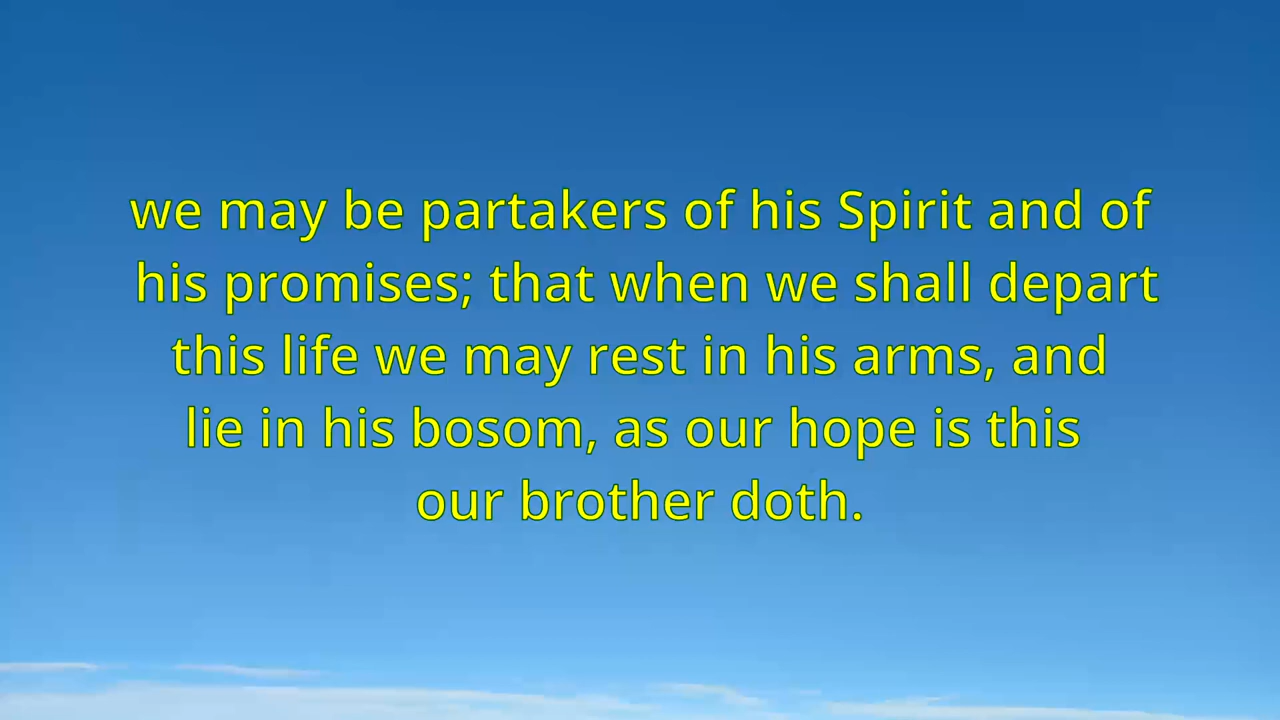 we may be partakers of his Spirit and of
his promises; that when we shall depart
this life we may rest in his arms, and
lie in his bosom, as our hope is this
our brother doth.